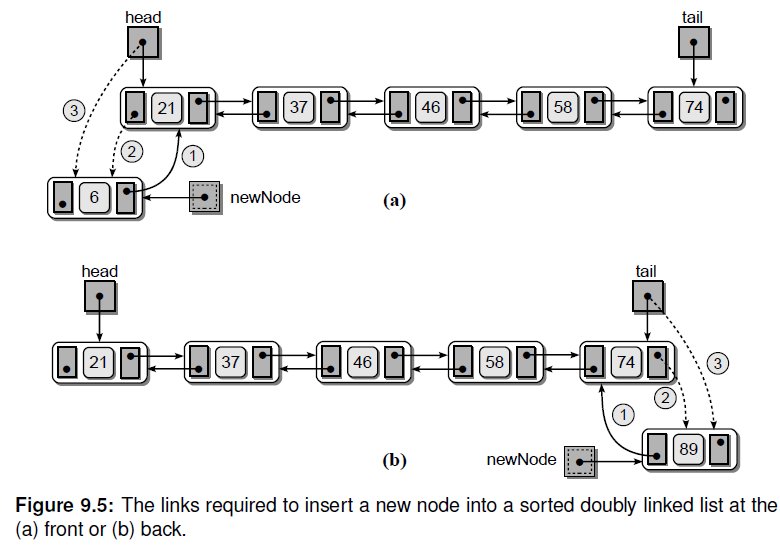 head
tail
21
37
46
58
74
3
2
1
6
newNode
(a)
head
tail
21
37
46
58
74
3
2
1
89
newNode
(b)
Figure 9.5: The links required to insert a new node into a sorted doubly linked list at the
(a) front or (b) back.